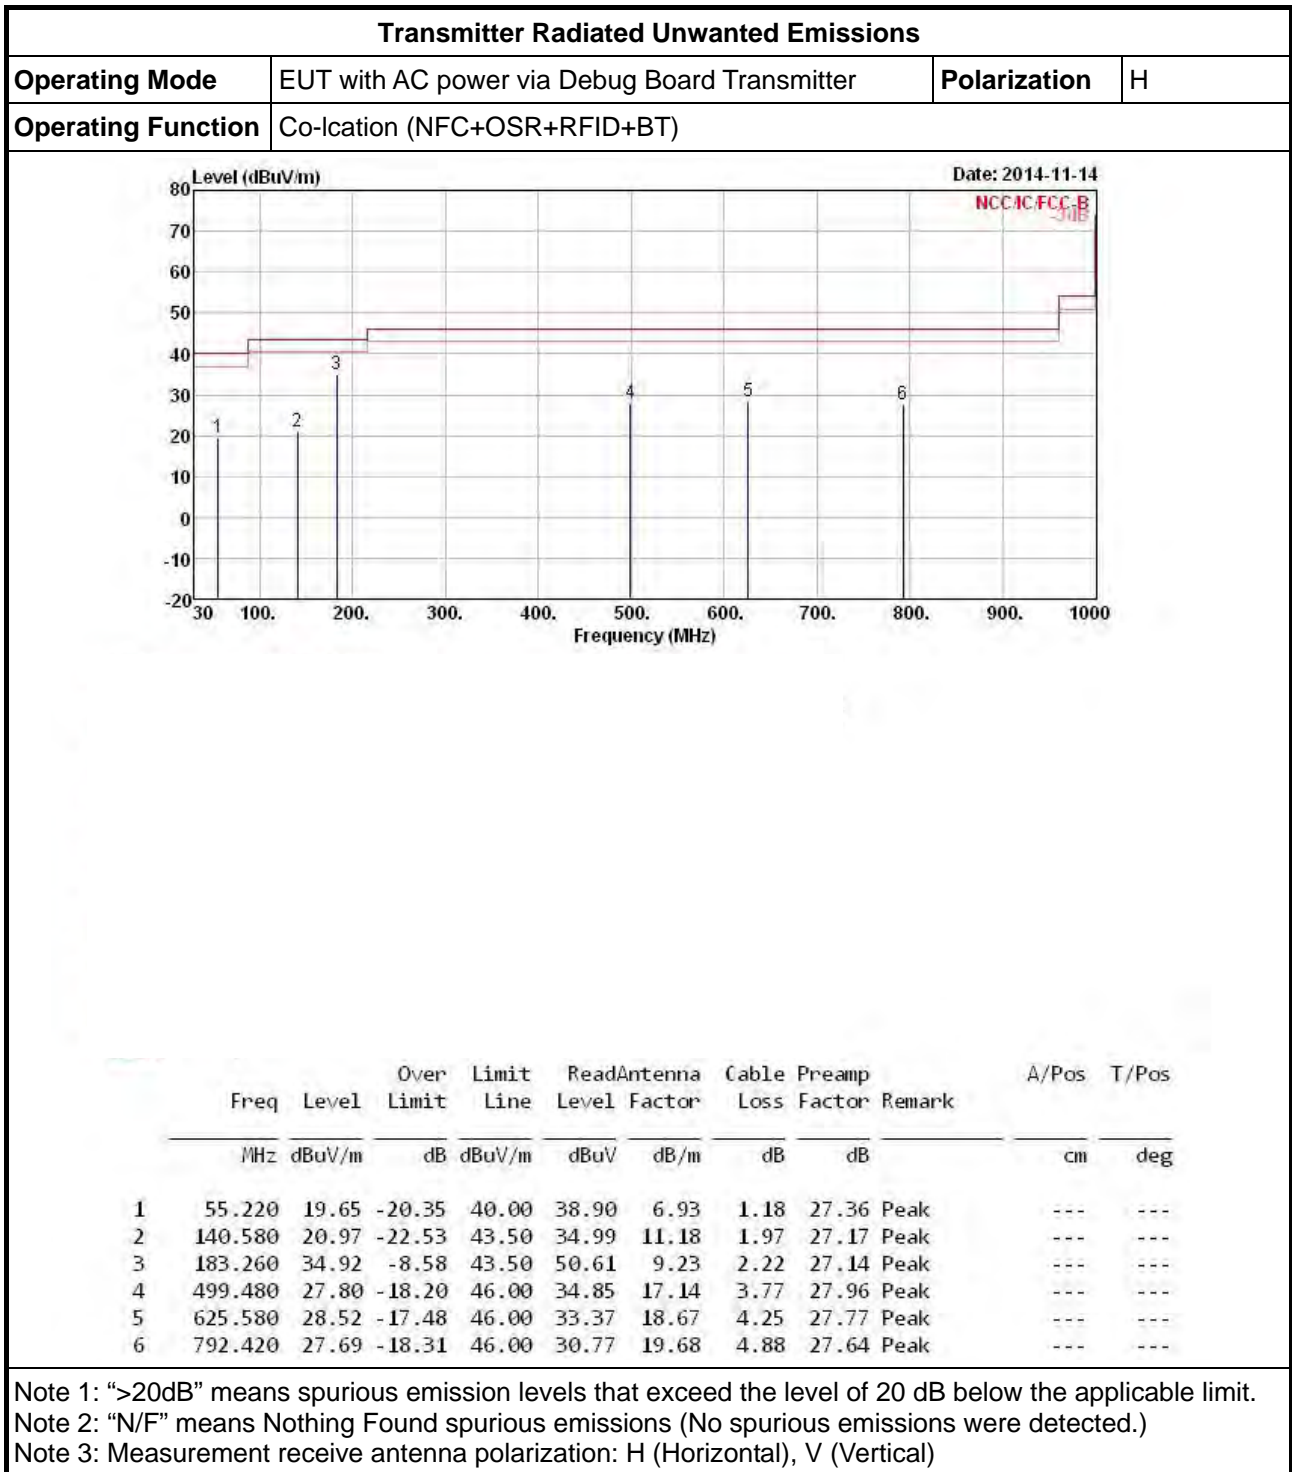 Transmitter Radiated Unwanted Emissions
Operating Mode EUT with AC power via Debug Board Transmitter Polarization H
Operating Function Co-lcation (NFC+OSR+RFID+BT)
Level (dBuV/m) Date: 2014-11-14
80
NCC/IC/FCC-B
-3dB
70
60
50
40
3
30
4 5 6
1 2
20
10
0
-10
-20
30 100. 200. 300. 400. 500. 600. 700. 800. 900. 1000
Frequency (MHz)
Over Limit ReadAntenna Cable Preamp A/Pos T/Pos
Freq Level Limit Line Level Factor Loss Factor Remark
MHz dBuV/m dB dBuV/m dBuV dB/m dB dB cm deg
1 55.220 19.65 -20.35 40.00 38.90 6.93 1.18 27.36 Peak --- ---
2 140.580 20.97 -22.53 43.50 34.99 11.18 1.97 27.17 Peak --- ---
3 183.260 34.92 -8.58 43.50 50.61 9.23 2.22 27.14 Peak --- ---
4 499.480 27.80 -18.20 46.00 34.85 17.14 3.77 27.96 Peak --- ---
5 625.580 28.52 -17.48 46.00 33.37 18.67 4.25 27.77 Peak --- ---
6 792.420 27.69 -18.31 46.00 30.77 19.68 4.88 27.64 Peak --- ---
Note 1: “>20dB” means spurious emission levels that exceed the level of 20 dB below the applicable limit.
Note 2: “N/F” means Nothing Found spurious emissions (No spurious emissions were detected.)
Note 3: Measurement receive antenna polarization: H (Horizontal), V (Vertical)